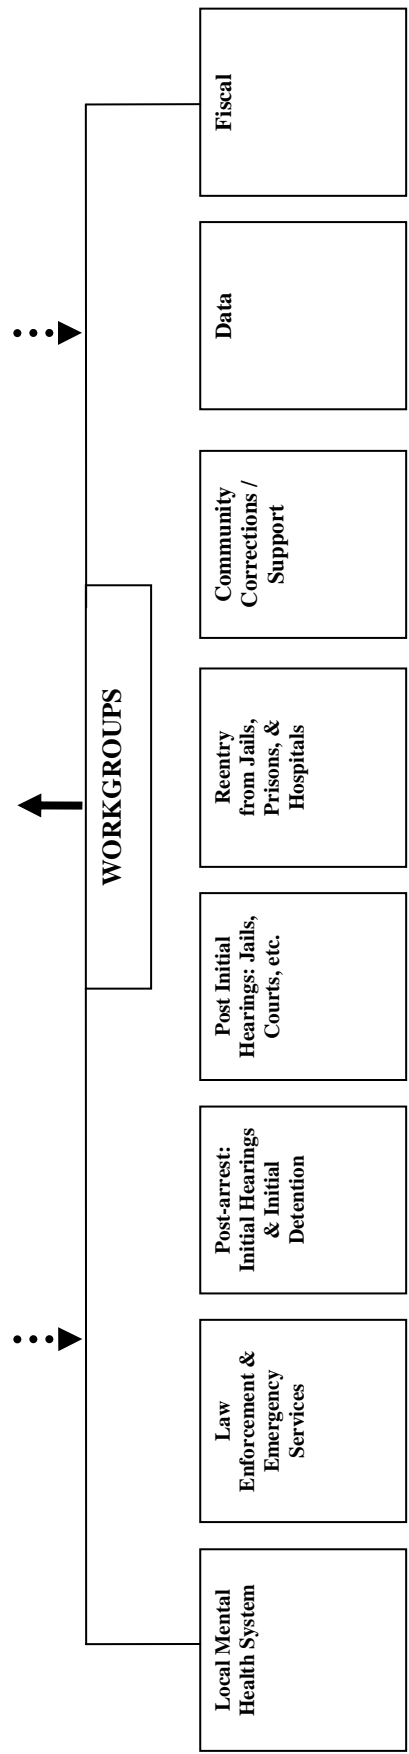 WORKGROUPS
Local Mental
Health System
Law
Enforcement &
Emergency
Services
Post-arrest:
Initial Hearings
& Initial
Detention
Post Initial
Hearings: Jails,
Courts, etc.
Reentry
from Jails,
Prisons, &
Hospitals
Community
Corrections /
Support
Data
Fiscal